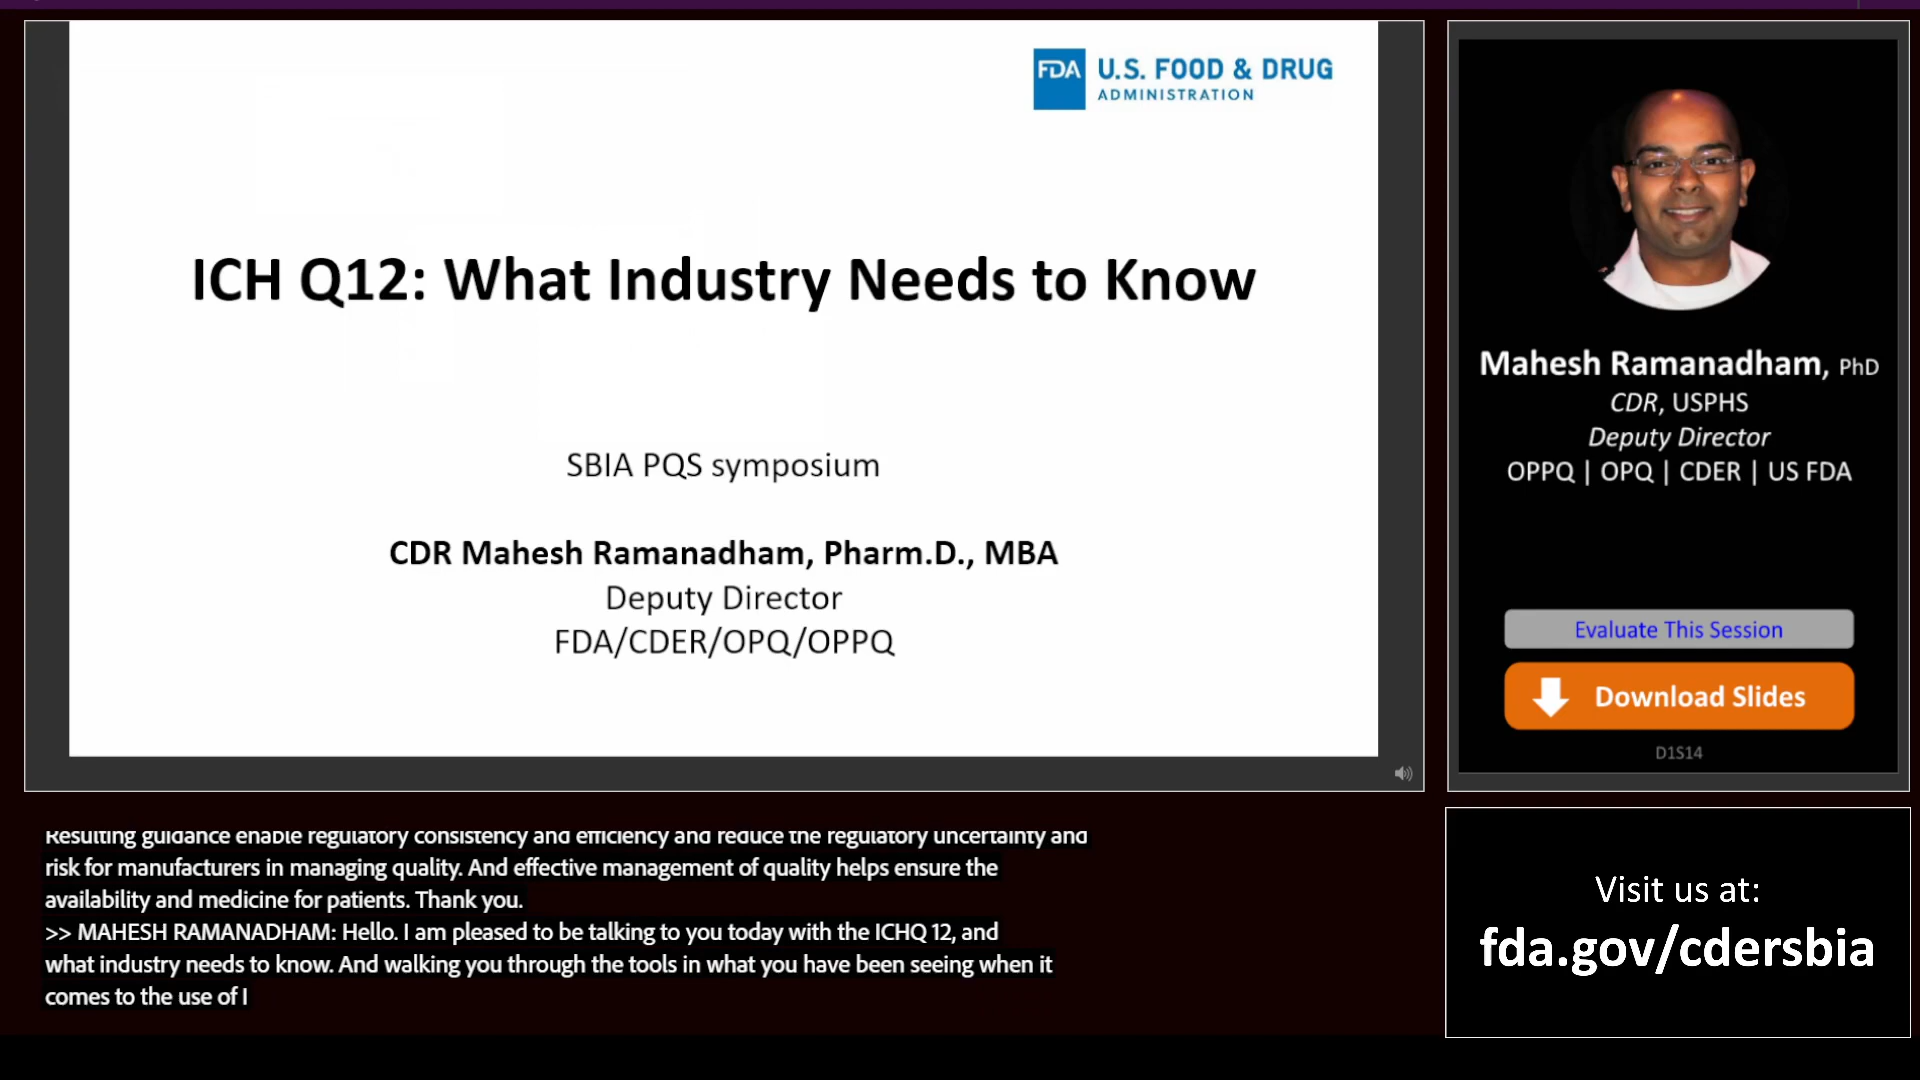 FDA U.S. FOOD & DRUG
ADMINISTRATION
ICH Q12: What Industry Needs to Know
SBIA PQS symposium
CDR Mahesh Ramanadham, Pharm.D., MBA
Deputy Director
FDA/CDER/OPQ/OPPQ
Mahesh Ramanadham, PhD
CDR, USPHS
Deputy Director
OPPQ | OPQ | CDER | US FDA
Evaluate This Session
Download Slides
D1S14
Resulting guidance enable regulatory consistency and efficiency and reduce the regulatory uncertainty and
risk for manufacturers in managing quality. And effective management of quality helps ensure the
availability and medicine for patients. Thank you.
>> MAHESH RAMANADHAM: Hello. I am pleased to be talking to you today with the ICHQ 12, and
what industry needs to know. And walking you through the tools in what you have been seeing when it
comes to the use of I
Visit us at:
fda.gov/cdersbia